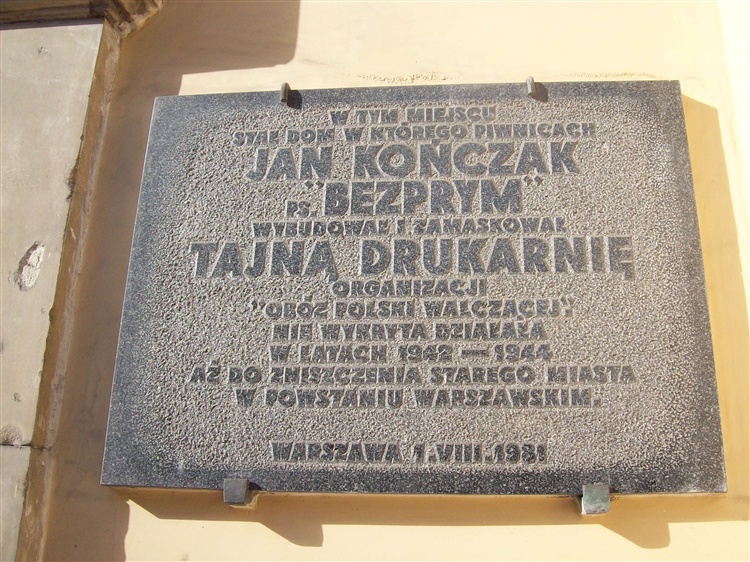 W TYM MIEJSCU
STAŁ DOM W KTÓREGO PIWNICACH
JAN KOŃCZAK
PS. "BEZPRYM"
WYBUDOWAŁ I ZAMASKOWAŁ
TAJNĄ DRUKARNIĘ
ORGANIZACJI
"OBÓZ POLSKI WALCZĄCEJ".
NIE WYKRYTA DZIAŁAŁA
W LATACH 1942 — 1944
AŻ DO ZNISZCZENIA STAREGO MIASTA
W POWSTANIU WARSZAWSKIM.
WARSZAWA 1.VIII.1981